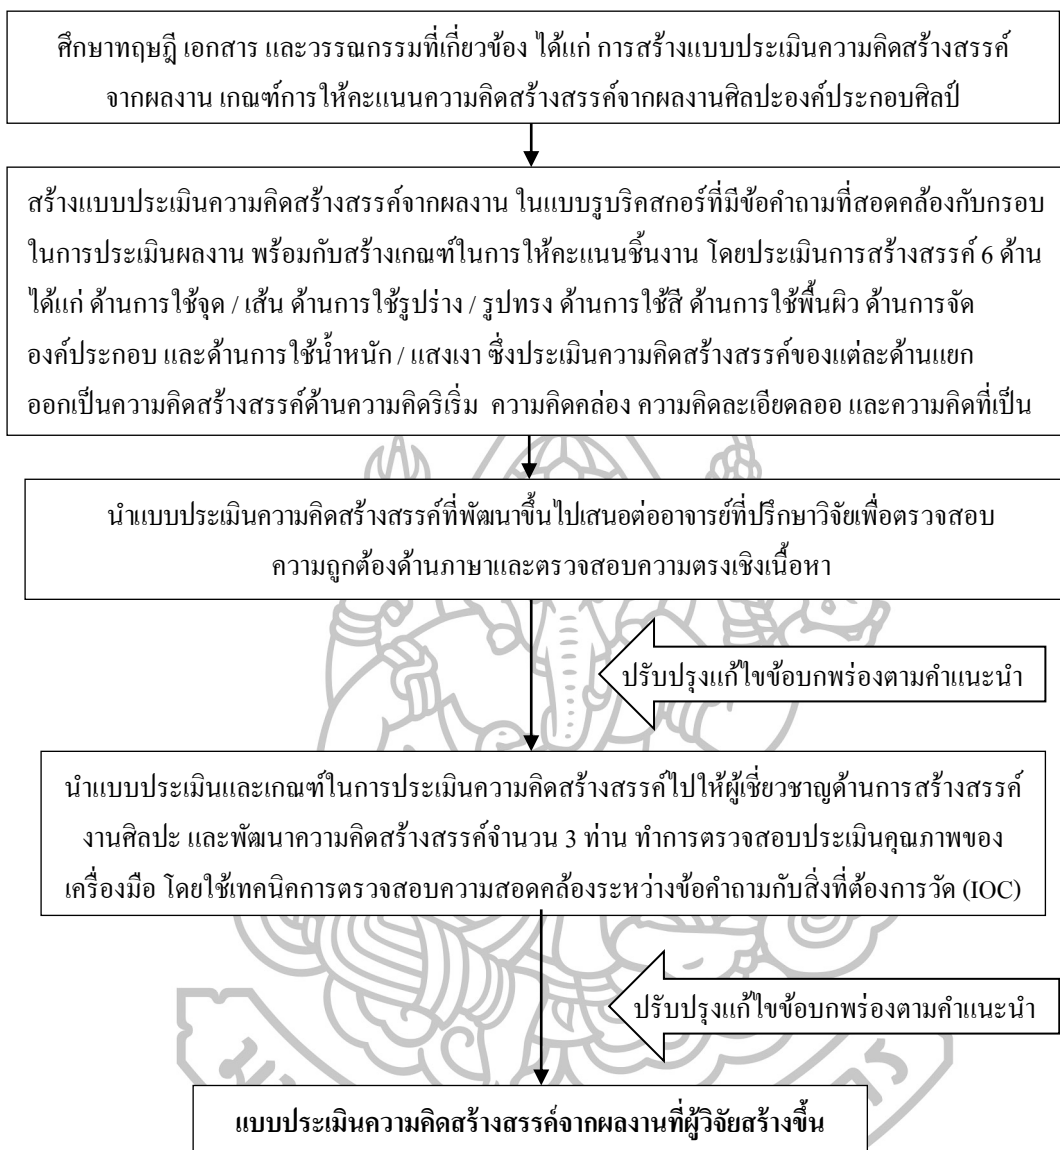 ศึกษาทฤษฎี เอกสาร และวรรณกรรมที่เกี่ยวข้อง ได้แก่ การสร้างแบบประเมินความคิดสร้างสรรค์
จากผลงาน เกณฑ์การให้คะแนนความคิดสร้างสรรค์จากผลงานศิลปะองค์ประกอบศิลป์
สร้างแบบประเมินความคิดสร้างสรรค์จากผลงาน ในแบบรูบริคสกอร์ที่มีข้อคำถามที่สอดคล้องกับกรอบ
ในการประเมินผลงาน พร้อมกับสร้างเกณฑ์ในการให้คะแนนชิ้นงาน โดยประเมินการสร้างสรรค์ 6 ด้าน
ได้แก่ ด้านการใช้จุด / เส้น ด้านการใช้รูปร่าง / รูปทรง ด้านการใช้สี ด้านการใช้พื้นผิว ด้านการจัด
องค์ประกอบ และด้านการใช้น้ำหนัก / แสงเงา ซึ่งประเมินความคิดสร้างสรรค์ของแต่ละด้านแยก
ออกเป็นความคิดสร้างสรรค์ด้านความคิดริเริ่ม ความคิดคล่อง ความคิดละเอียดลออ และความคิดที่เป็น
นำแบบประเมินความคิดสร้างสรรค์ที่พัฒนาขึ้นไปเสนอต่ออาจารย์ที่ปรึกษาวิจัยเพื่อตรวจสอบ
ความถูกต้องด้านภาษาและตรวจสอบความตรงเชิงเนื้อหา
ปรับปรุงแก้ไขข้อบกพร่องตามคำแนะนำ
นำแบบประเมินและเกณฑ์ในการประเมินความคิดสร้างสรรค์ไปให้ผู้เชี่ยวชาญด้านการสร้างสรรค์
งานศิลปะ และพัฒนาความคิดสร้างสรรค์จำนวน 3 ท่าน ทำการตรวจสอบประเมินคุณภาพของ
เครื่องมือ โดยใช้เทคนิคการตรวจสอบความสอดคล้องระหว่างข้อคำถามกับสิ่งที่ต้องการวัด (IOC)
ปรับปรุงแก้ไขข้อบกพร่องตามคำแนะนำ
แบบประเมินความคิดสร้างสรรค์จากผลงานที่ผู้วิจัยสร้างขึ้น